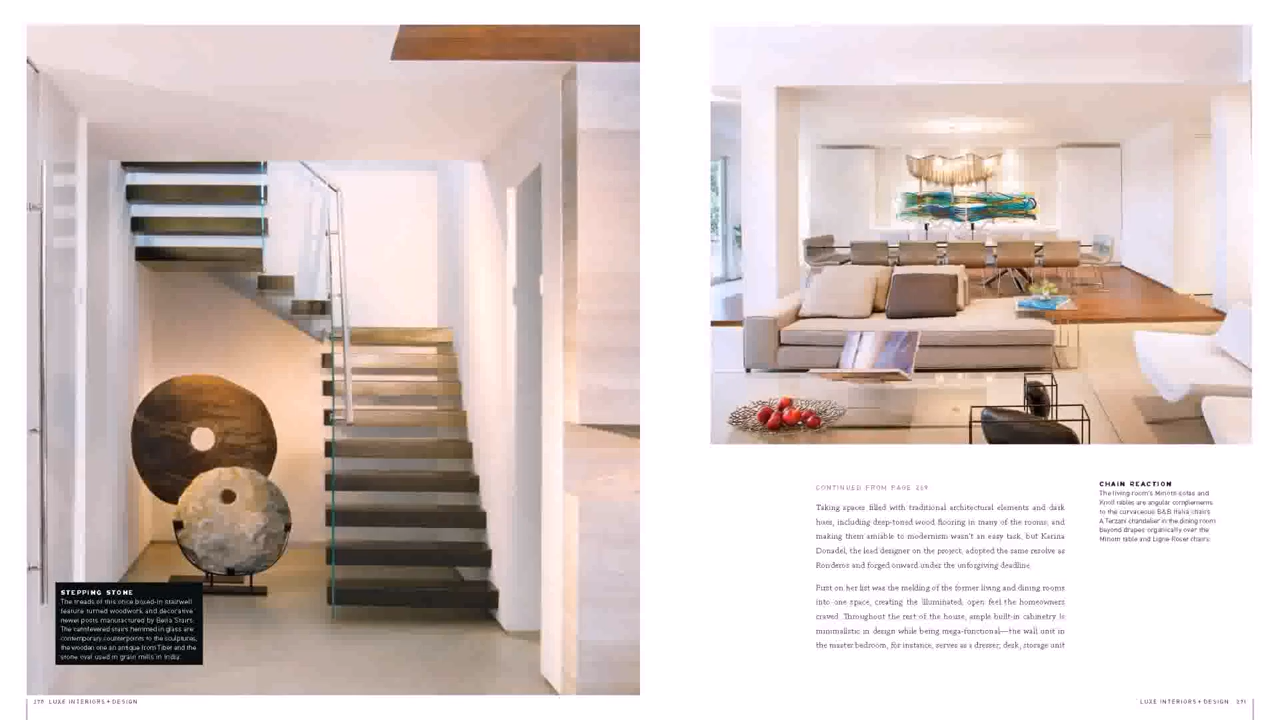 STEPPING STONE
The treads of this once boxed-in stairwell
feature turned woodwork and decorative
newel posts manufactured by Bella Stairs.
The cantilevered stairs hemmed in glass are
contemporary counterpoints to the sculptures,
the wooden one an antique from Tibet and the
stone oval used in grain mills in India.
278 LUXE INTERIORS + DESIGN
CONTINUED FROM PAGE
Taking spaces filled with traditional architectural elements and dark
hues, including deep-toned wood flooring in many of the rooms, and
making them amiable to modernism wasn't an easy task, but Karina
Donadel, the lead designer on the project, adopted the same resolve as
Ronderos and forged onward under the unforgiving deadline.
First on her list was the melding of the former living and dining rooms
into one space, creating the illuminated, open feel the homeowners
craved. Throughout the rest of the house, ample built-in cabinetry is
minimalistic in design while being mega-functional—the wall unit in
the master bedroom, for instance, serves as a dresser, desk, storage unit
CHAIN REACTION
The living room's Minotti sofas and
Knoll tables are angular complements
to the curvaceous B&B Italia chairs.
A Terzani chandelier in the dining room
beyond drapes organically over the
Minotti table and Ligne Roset chairs.
LUXE INTERIORS + DESIGN